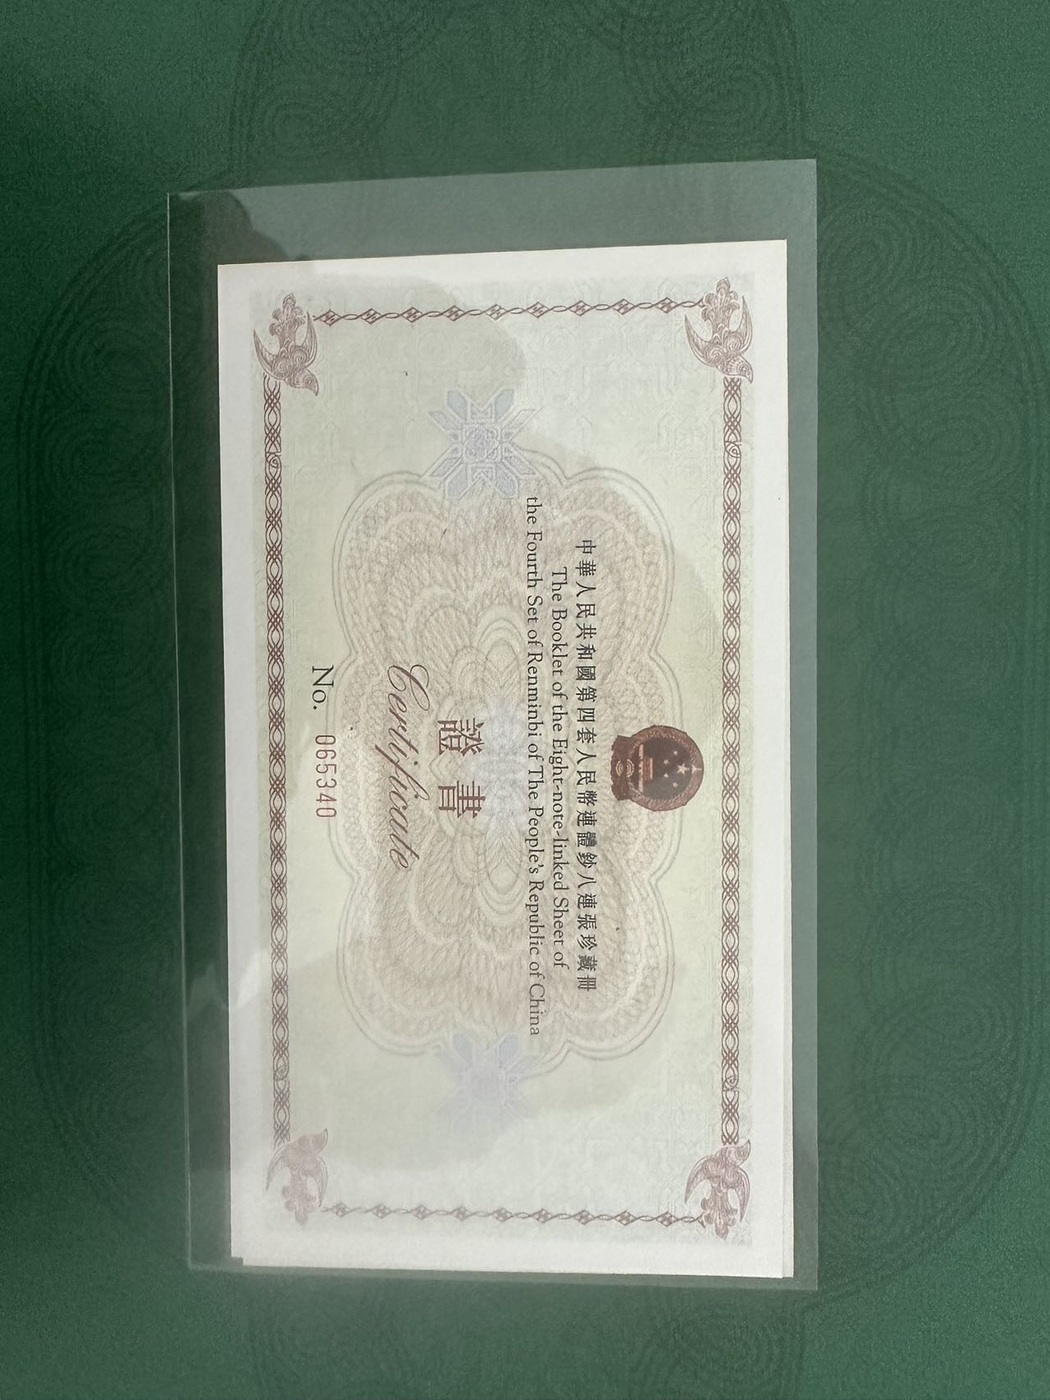 中華人民共和國第四套人民幣連體鈔八連張珍藏冊
The Booklet of the Eight-note-linked Sheet of
the Fourth Set of Renminbi of The People's Republic of China
證書
Certificate
No. 065340